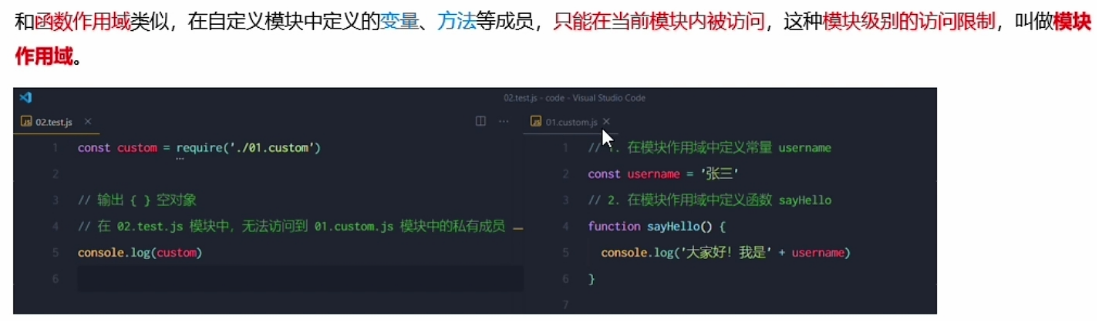 和函数作用域类似，在自定义模块中定义的变量、方法等成员，只能在当前模块内被访问，这种模块级别的访问限制，叫做模块
作用域。
02.test.js - code - Visual Studio Code
02.test.js ×
1 const custom = require('./01.custom')
2
3 // 输出 { } 空对象
4 // 在 02.test.js 模块中，无法访问到 01.custom.js 模块中的私有成员
5 console.log(custom)
6
01.custom.js ×
1 // 1. 在模块作用域中定义常量 username
2 const username = '张三'
3 // 2. 在模块作用域中定义函数 sayHello
4 function sayHello() {
5 console.log('大家好！我是' + username)
6 }
7